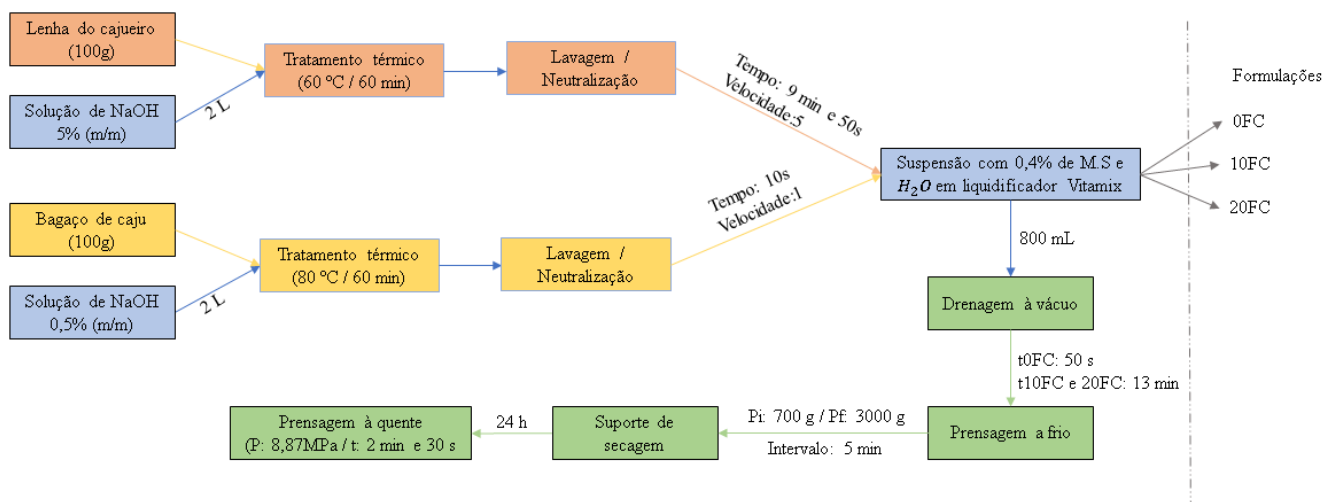 Lenha do cajueiro
(100g)
Solução de NaOH
5% (m/m)
2 L
Tratamento térmico
(60 ºC / 60 min)
Lavagem /
Neutralização
Tempo: 9 min e 50s
Velocidade:5
Bagaço de caju
(100g)
Solução de NaOH
0,5% (m/m)
2 L
Tratamento térmico
(80 ºC / 60 min)
Lavagem /
Neutralização
Tempo: 10s
Velocidade:1
Suspensão com 0,4% de M.S e
H₂O em liquidificador Vitamix
Formulações
0FC
10FC
20FC
800 mL
Drenagem à vácuo
t0FC: 50 s
t10FC e 20FC: 13 min
Prensagem a frio
Pi: 700 g / Pf: 3000 g
Intervalo: 5 min
Suporte de
secagem
24 h
Prensagem à quente
(P: 8,87MPa / t: 2 min e 30 s